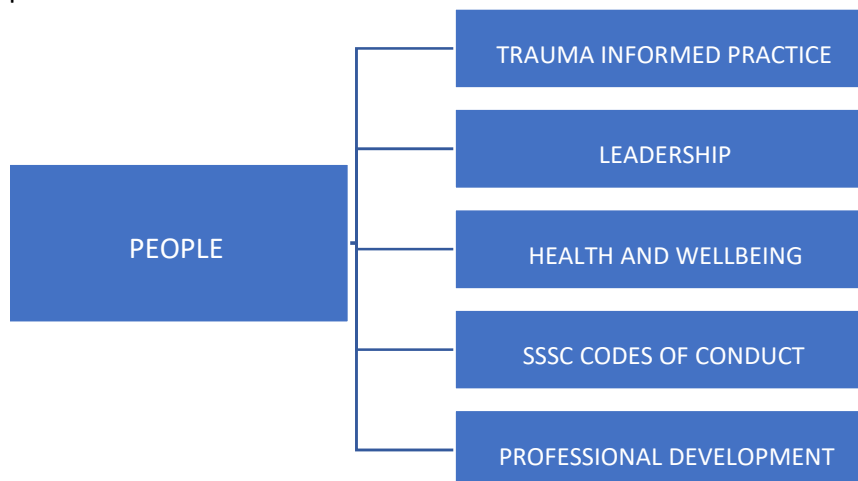 TRAUMA INFORMED PRACTICE
LEADERSHIP
PEOPLE
HEALTH AND WELLBEING
SSSC CODES OF CONDUCT
PROFESSIONAL DEVELOPMENT